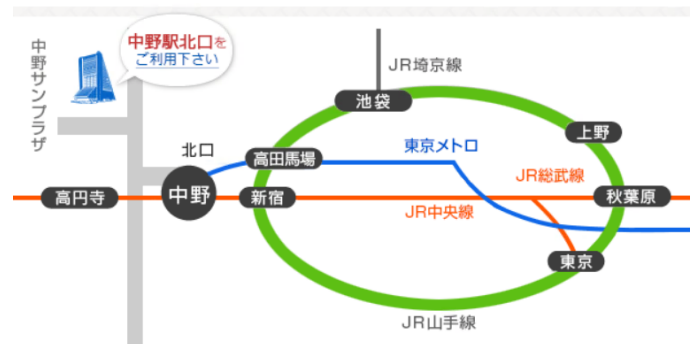 中野サンプラザ
中野駅北口を
ご利用下さい
JR埼京線
池袋
上野
北口
高田馬場
東京メトロ
JR総武線
高円寺
中野
新宿
秋葉原
JR中央線
東京
JR山手線